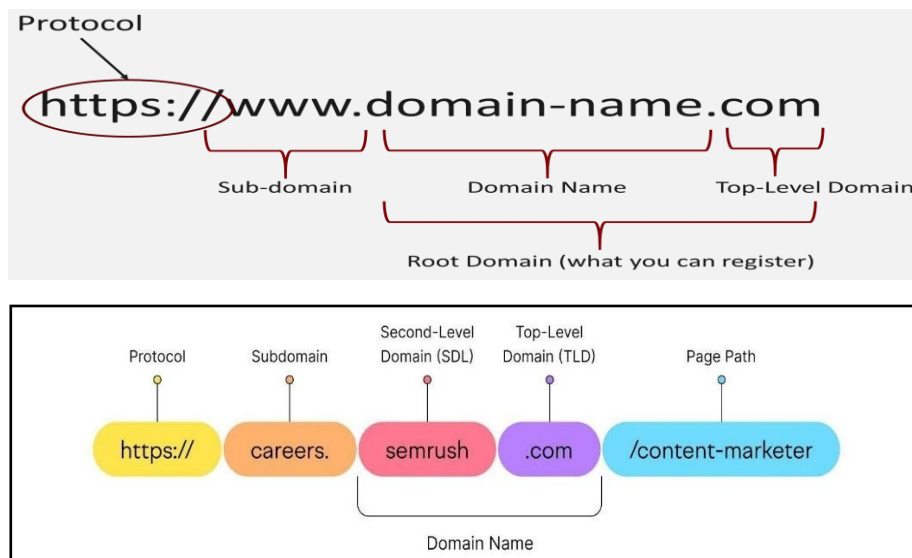 Protocol
https://www.domain-name.com
Sub-domain Domain Name Top-Level Domain
Root Domain (what you can register)
Protocol Subdomain Second-Level Domain (SDL) Top-Level Domain (TLD) Page Path
https:// careers. semrush .com /content-marketer
Domain Name